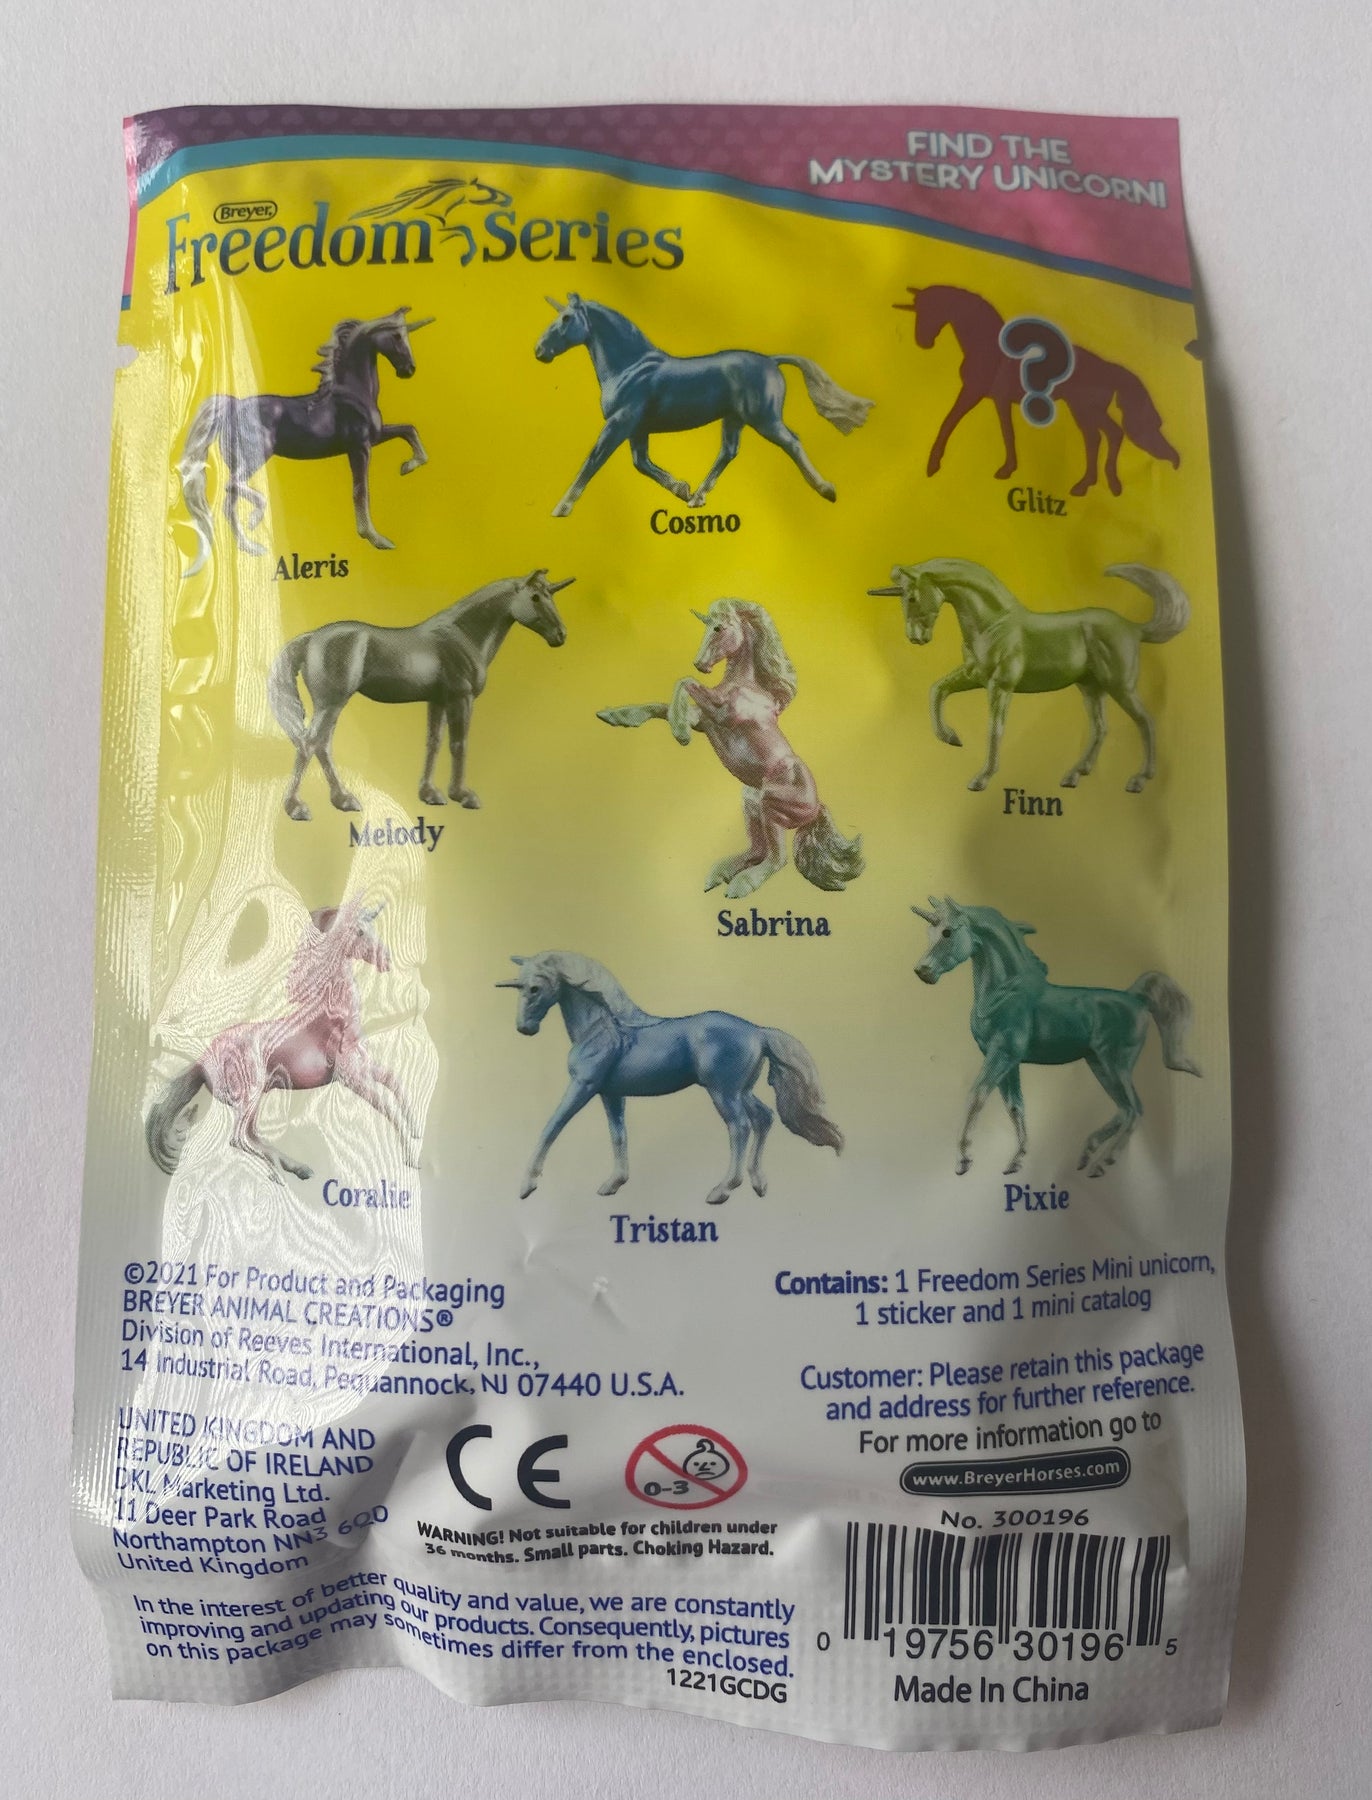 FIND THE
MYSTERY UNICORN!
Breyer
Freedom Series
?
Aleris
Cosmo
Glitz
Melody
Sabrina
Finn
Coralie
Tristan
Pixie
©2021 For Product and Packaging
BREYER ANIMAL CREATIONS®
Division of Reeves International, Inc.,
14 Industrial Road, Pequannock, NJ 07440 U.S.A.
UNITED KINGDOM AND
REPUBLIC OF IRELAND
DKL Marketing Ltd.
11 Deer Park Road
Northampton NN3 6QD
United Kingdom
CE
0-3
WARNING! Not suitable for children under
36 months. Small parts. Choking Hazard.
In the interest of better quality and value, we are constantly
improving and updating our products. Consequently, pictures
on this package may sometimes differ from the enclosed.
1221GCDG
Contains: 1 Freedom Series Mini unicorn,
1 sticker and 1 mini catalog
Customer: Please retain this package
and address for further reference.
For more information go to
www.BreyerHorses.com
No. 300196
0 19756 30196 5
Made In China